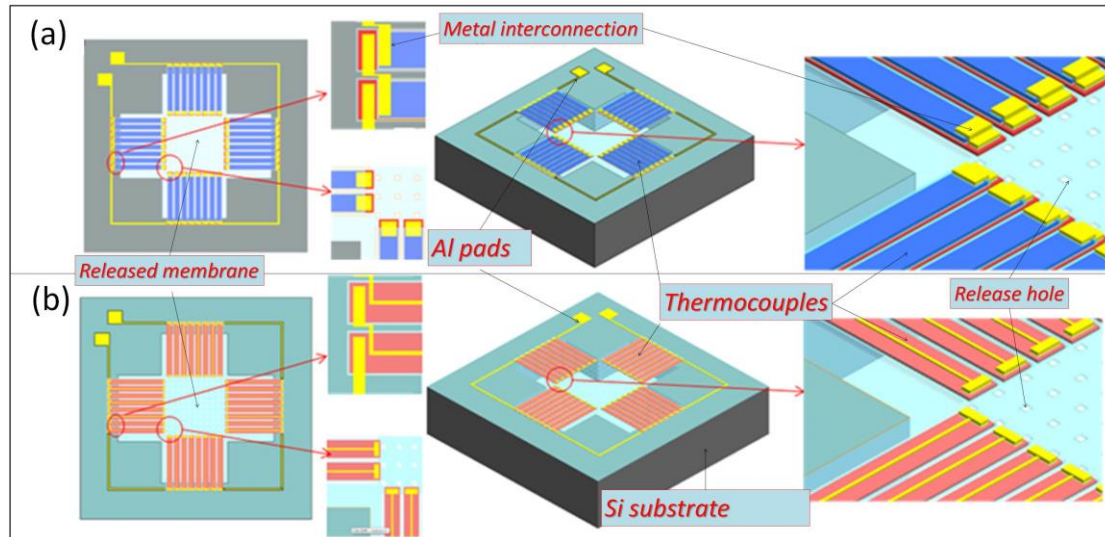 (a)
Metal interconnection
Al pads
Released membrane
(b)
Thermocouples
Release hole
Si substrate